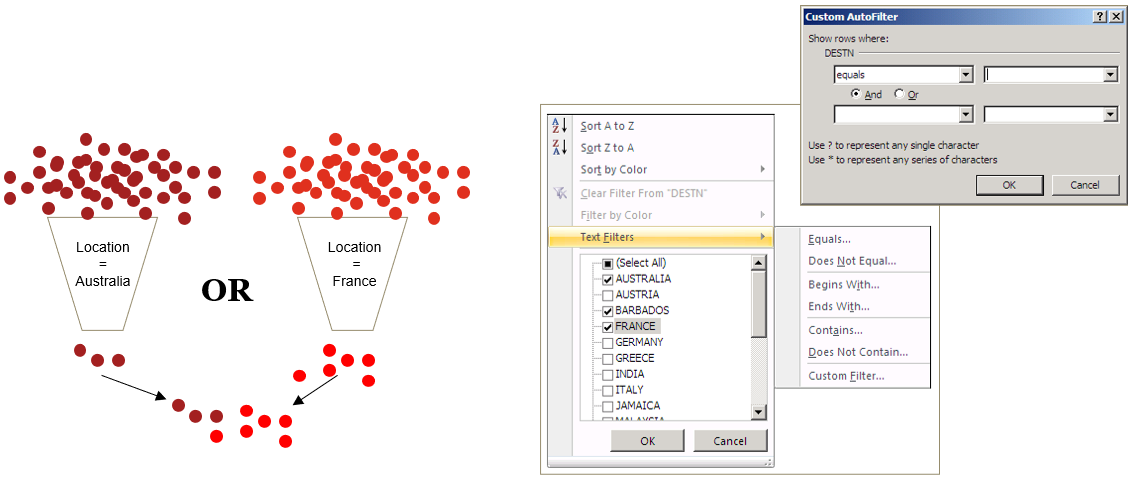 Location
=
Australia
OR
Location
=
France
Sort A to Z
Sort Z to A
Sort by Color
Clear Filter From "DESTN"
Filter by Color
Text Filters
(Select All)
AUSTRALIA
AUSTRIA
BARBADOS
FRANCE
GERMANY
GREECE
INDIA
ITALY
JAMAICA
MALAYSIA
OK
Cancel
Equals...
Does Not Equal...
Begins With...
Ends With...
Contains...
Does Not Contain...
Custom Filter...
Custom AutoFilter
Show rows where:
DESTN
equals
And
Or
Use ? to represent any single character
Use * to represent any series of characters
OK
Cancel